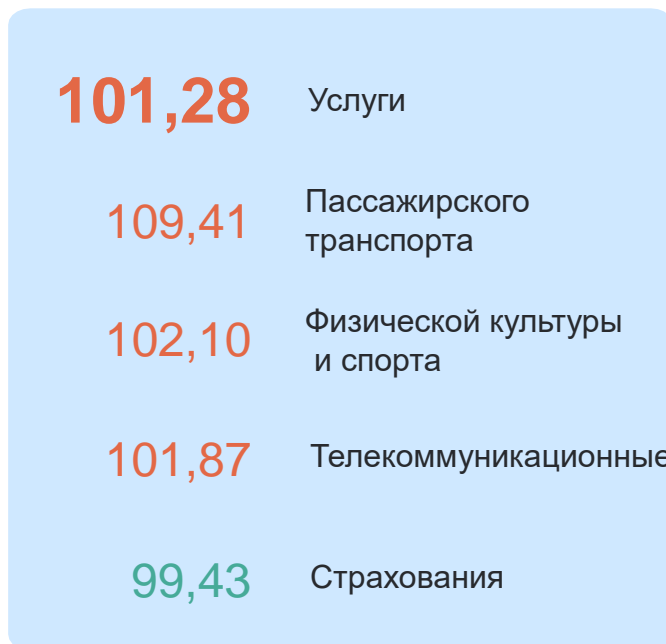 101,28 Услуги
109,41 Пассажирского
транспорта
102,10 Физической культуры
и спорта
101,87 Телекоммуникационные
99,43 Страхования